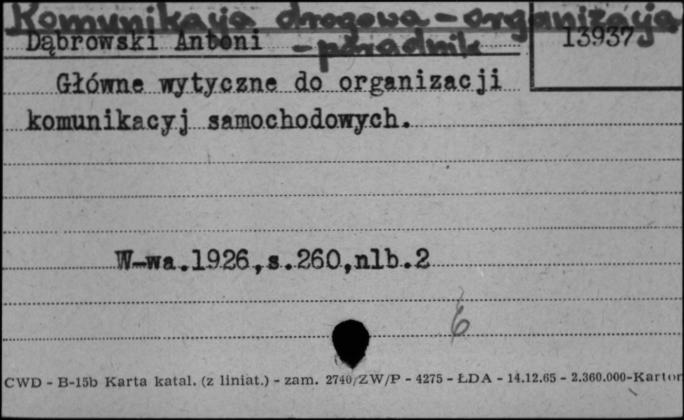 Komunikacja drogowa - organizacja
- poradnik
Dąbrowski Antoni
13937
Główne wytyczne do organizacji
komunikacyj samochodowych.
W-wa.1926,s.260,nlb.2
6
CWD - B-15b Karta katal. (z liniat.) - zam. 2740/ZW/P - 4275 - ŁDA - 14.12.65 - 2.360.000-Karton